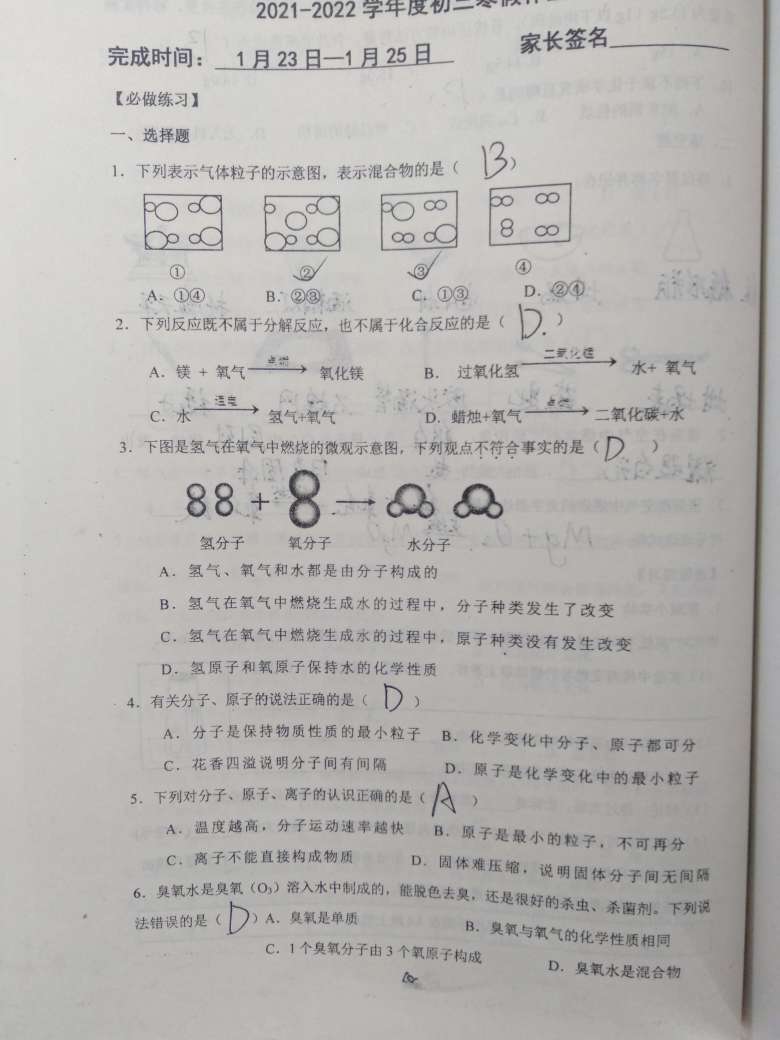 2021-2022 学年度初三寒假作
完成时间： 1 月 23 日—1 月 25 日 家长签名
【必做练习】
一、选择题
1. 下列表示气体粒子的示意图，表示混合物的是（ B ）
① ② ③ ④
A. ①④ B. ②③ C. ①③ D. ②④
2. 下列反应既不属于分解反应，也不属于化合反应的是（ D. ）
A. 镁 + 氧气 点燃 氧化镁 B. 过氧化氢 二氧化锰 水+ 氧气
C. 水 通电 氢气+氧气 D. 蜡烛+氧气 点燃 二氧化碳+水
3. 下图是氢气在氧气中燃烧的微观示意图，下列观点不符合事实的是（ D ）
氢分子 氧分子 水分子
A. 氢气、氧气和水都是由分子构成的
B. 氢气在氧气中燃烧生成水的过程中，分子种类发生了改变
C. 氢气在氧气中燃烧生成水的过程中，原子种类没有发生改变
D. 氢原子和氧原子保持水的化学性质
4. 有关分子、原子的说法正确的是（ D ）
A. 分子是保持物质性质的最小粒子 B. 化学变化中分子、原子都可分
C. 花香四溢说明分子间有间隔 D. 原子是化学变化中的最小粒子
5. 下列对分子、原子、离子的认识正确的是（ A ）
A. 温度越高，分子运动速率越快 B. 原子是最小的粒子，不可再分
C. 离子不能直接构成物质 D. 固体难压缩，说明固体分子间无间隔
6. 臭氧水是臭氧（O₃）溶入水中制成的，能脱色去臭，还是很好的杀虫、杀菌剂。下列说
法错误的是（ D ）A. 臭氧是单质 B. 臭氧与氧气的化学性质相同
C. 1 个臭氧分子由 3 个氧原子构成 D. 臭氧水是混合物